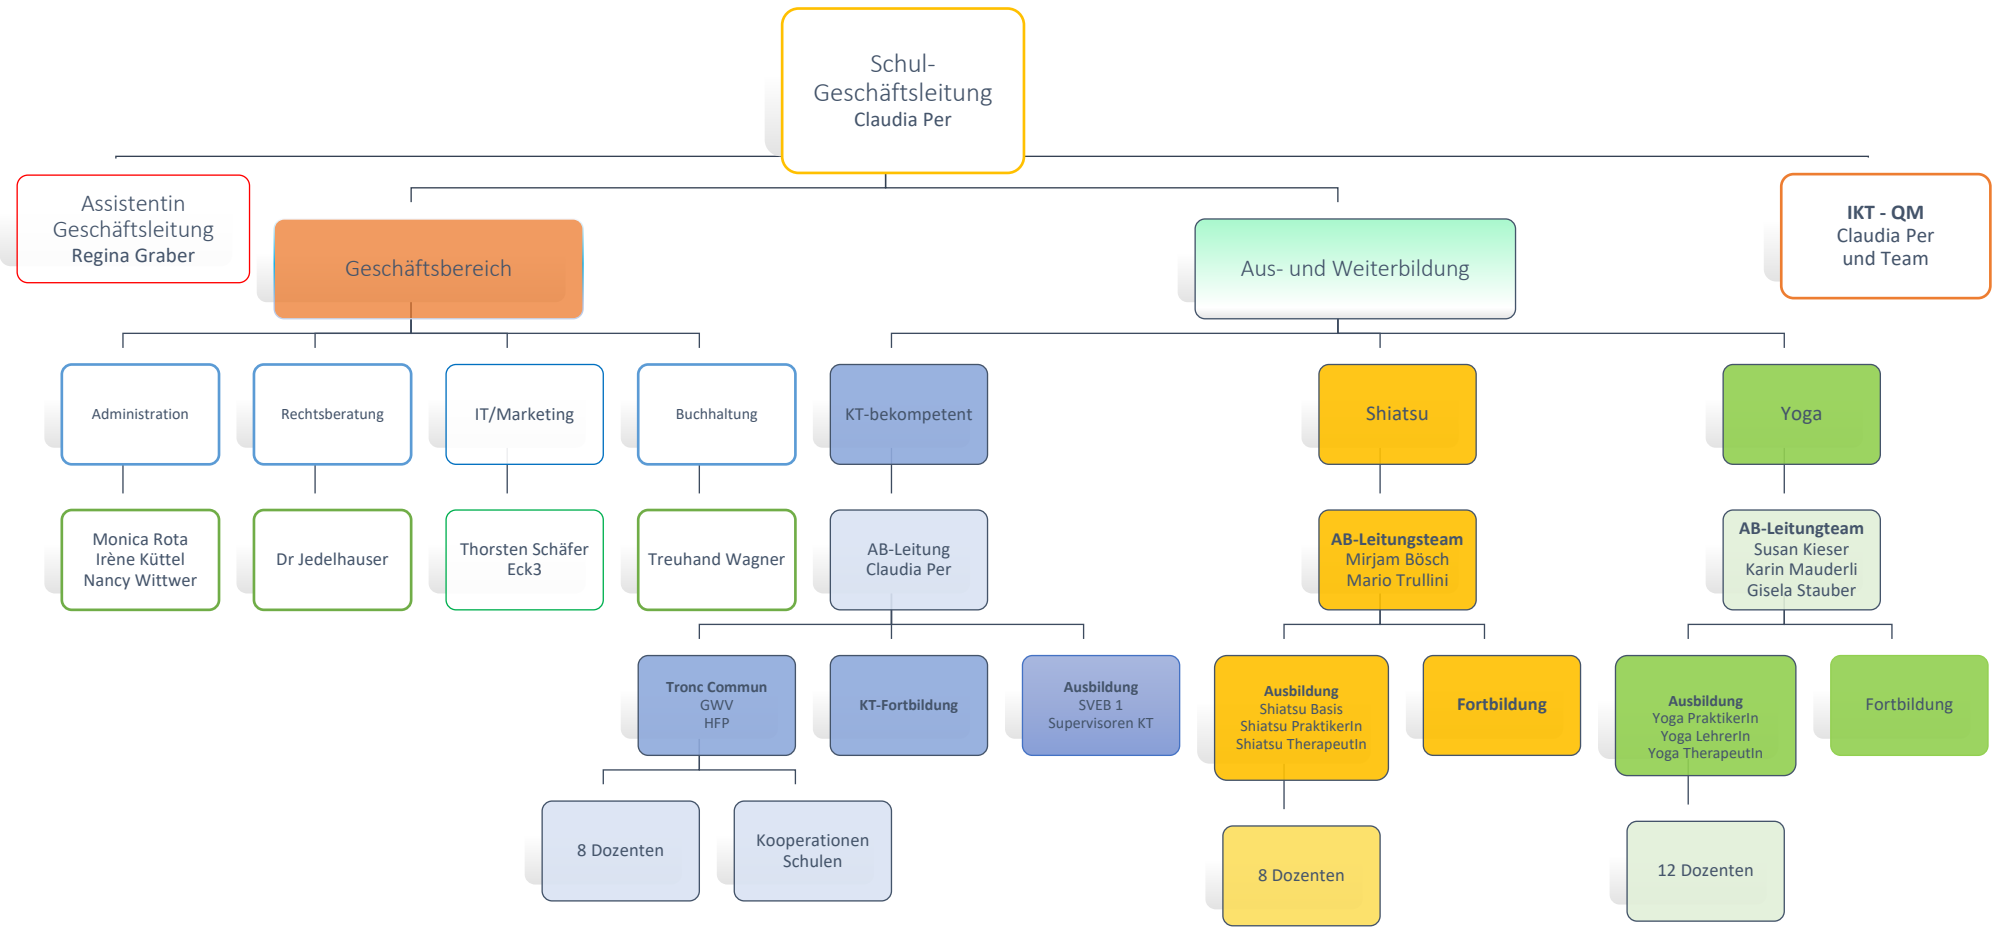 Schul-
Geschäftsleitung
Claudia Per
Assistentin
Geschäftsleitung
Regina Graber
IKT - QM
Claudia Per
und Team
Geschäftsbereich
Aus- und Weiterbildung
Administration
Rechtsberatung
IT/Marketing
Buchhaltung
KT-bekompetent
Shiatsu
Yoga
Monica Rota
Irène Küttel
Nancy Wittwer
Dr Jedelhauser
Thorsten Schäfer
Eck3
Treuhand Wagner
AB-Leitung
Claudia Per
AB-Leitungsteam
Mirjam Bösch
Mario Trullini
AB-Leitungteam
Susan Kieser
Karin Mauderli
Gisela Stauber
Tronc Commun
GWV
HFP
KT-Fortbildung
Ausbildung
SVEB 1
Supervisoren KT
Ausbildung
Shiatsu Basis
Shiatsu PraktikerIn
Shiatsu TherapeutIn
Fortbildung
Ausbildung
Yoga PraktikerIn
Yoga LehrerIn
Yoga TherapeutIn
Fortbildung
8 Dozenten
Kooperationen
Schulen
8 Dozenten
12 Dozenten